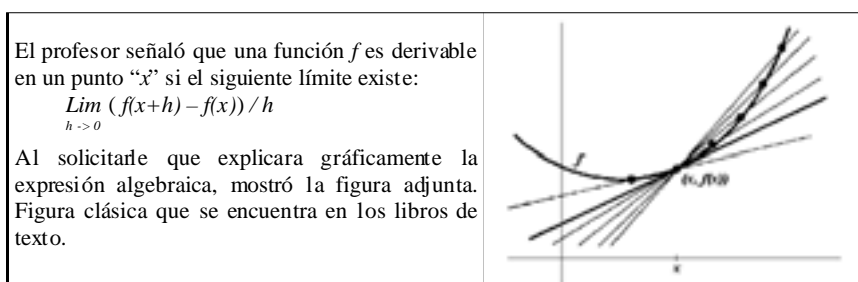 El profesor señaló que una función f es derivable
en un punto “x” si el siguiente límite existe:
Lim ( f(x+h) – f(x)) / h
h -> 0
Al solicitarle que explicara gráficamente la
expresión algebraica, mostró la figura adjunta.
Figura clásica que se encuentra en los libros de
texto.
f
(x, f(x))
x